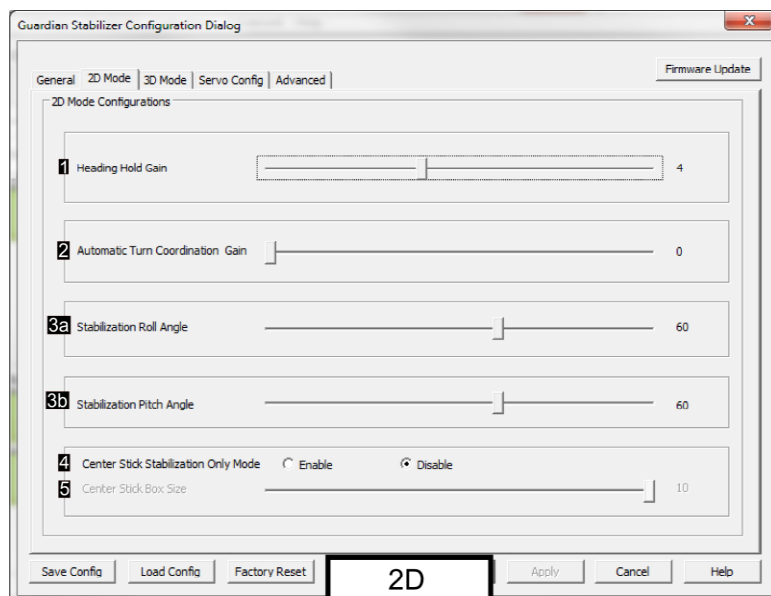 Guardian Stabilizer Configuration Dialog
X
Firmware Update
General 2D Mode 3D Mode Servo Config Advanced
2D Mode Configurations
1 Heading Hold Gain 4
2 Automatic Turn Coordination Gain 0
3a Stabilization Roll Angle 60
3b Stabilization Pitch Angle 60
4 Center Stick Stabilization Only Mode Enable Disable
5 Center Stick Box Size 10
Save Config Load Config Factory Reset 2D Apply Cancel Help